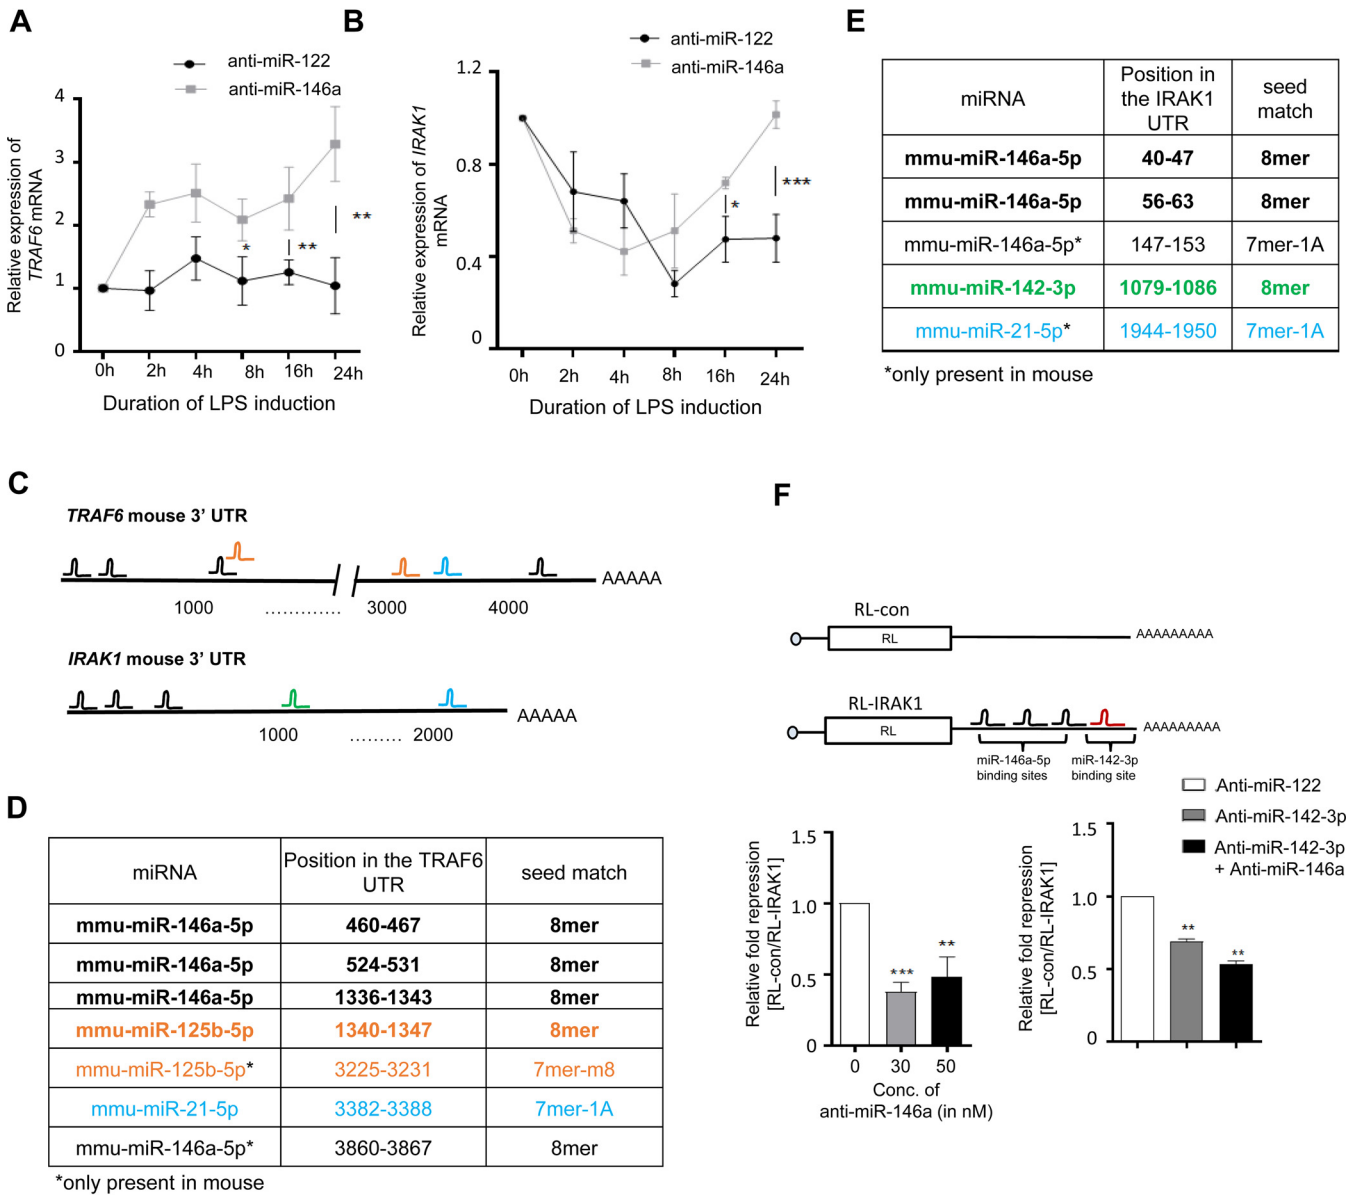 A
anti-miR-122
anti-miR-146a
Relative expression of
TRAF6 mRNA
4
3
2
1
0
*
**
**
0h 2h 4h 8h 16h 24h
Duration of LPS induction
B
anti-miR-122
anti-miR-146a
Relative expression of IRAK1
mRNA
1.2
0.8
0.4
0
*
***
0h 2h 4h 8h 16h 24h
Duration of LPS induction
E
miRNA Position in the IRAK1 UTR seed match
mmu-miR-146a-5p 40-47 8mer
mmu-miR-146a-5p 56-63 8mer
mmu-miR-146a-5p* 147-153 7mer-1A
mmu-miR-142-3p 1079-1086 8mer
mmu-miR-21-5p* 1944-1950 7mer-1A
*only present in mouse
C
TRAF6 mouse 3’ UTR
AAAAA
1000 ............. 3000 4000
IRAK1 mouse 3’ UTR
AAAAA
1000 ......... 2000
D
miRNA Position in the TRAF6 UTR seed match
mmu-miR-146a-5p 460-467 8mer
mmu-miR-146a-5p 524-531 8mer
mmu-miR-146a-5p 1336-1343 8mer
mmu-miR-125b-5p 1340-1347 8mer
mmu-miR-125b-5p* 3225-3231 7mer-m8
mmu-miR-21-5p 3382-3388 7mer-1A
mmu-miR-146a-5p* 3860-3867 8mer
*only present in mouse
F
RL-con
RL
AAAAAAAAA
RL-IRAK1
RL
AAAAAAAAA
miR-146a-5p
binding sites
miR-142-3p
binding site
Relative fold repression
[RL-con/RL-IRAK1]
1.5
1.0
0.5
0
***
**
0 30 50
Conc. of
anti-miR-146a (in nM)
Anti-miR-122
Anti-miR-142-3p
Anti-miR-142-3p
+ Anti-miR-146a
Relative fold repression
[RL-con/RL-IRAK1]
1.5
1.0
0.5
0
**
**